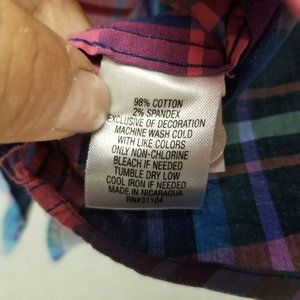 98% COTTON
2% SPANDEX
EXCLUSIVE OF DECORATION
MACHINE WASH COLD
WITH LIKE COLORS
ONLY NON-CHLORINE
BLEACH IF NEEDED
TUMBLE DRY LOW
COOL IRON IF NEEDED
MADE IN NICARAGUA
RN#37104